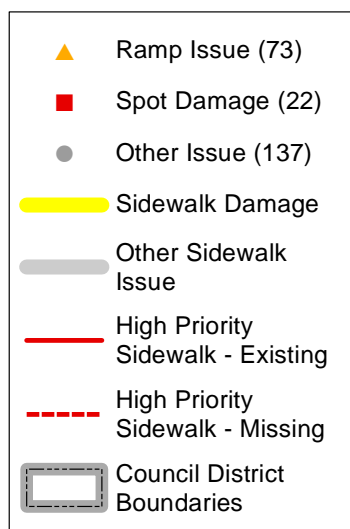 Ramp Issue (73)
Spot Damage (22)
Other Issue (137)
Sidewalk Damage
Other Sidewalk
Issue
High Priority
Sidewalk - Existing
High Priority
Sidewalk - Missing
Council District
Boundaries